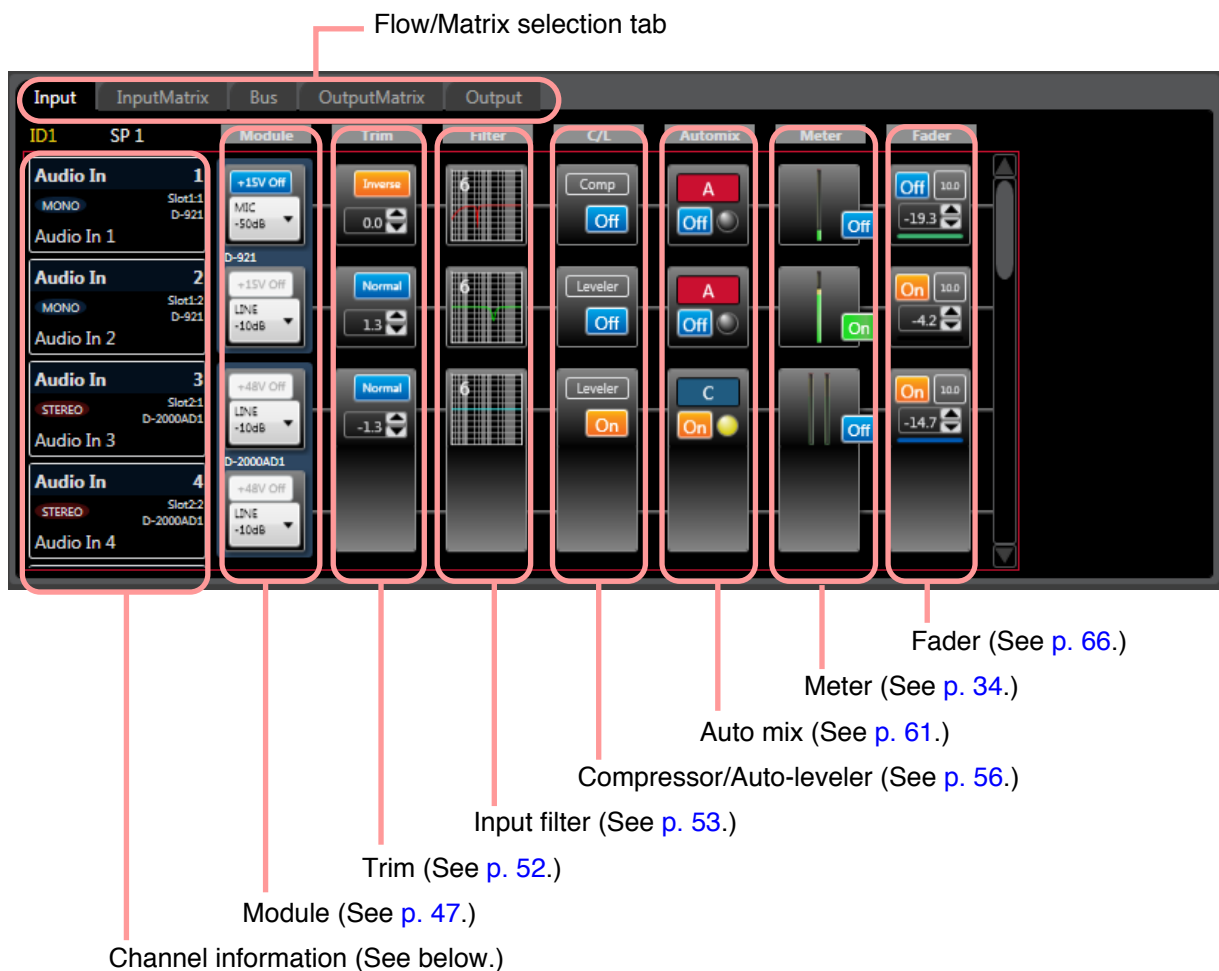 Flow/Matrix selection tab
Input InputMatrix Bus OutputMatrix Output
ID1 SP 1 Module Trim Filter C/L Automix Meter Fader
Audio In 1
MONO Slot1:1
D-921
Audio In 1
+15V Off
MIC
-50dB
D-921
Inverse
0.0
6
Comp
Off
A
Off
Off
Off 10.0
-19.3
Audio In 2
MONO Slot1:2
D-921
Audio In 2
+15V Off
LINE
-10dB
Normal
1.3
6
Leveler
Off
A
Off
On
On 10.0
-4.2
Audio In 3
STEREO Slot2:1
D-2000AD1
Audio In 3
+48V Off
LINE
-10dB
D-2000AD1
Normal
-1.3
6
Leveler
On
C
On
Off
On 10.0
-14.7
Audio In 4
STEREO Slot2:2
D-2000AD1
Audio In 4
+48V Off
LINE
-10dB
Fader (See p. 66.)
Meter (See p. 34.)
Auto mix (See p. 61.)
Compressor/Auto-leveler (See p. 56.)
Input filter (See p. 53.)
Trim (See p. 52.)
Module (See p. 47.)
Channel information (See below.)